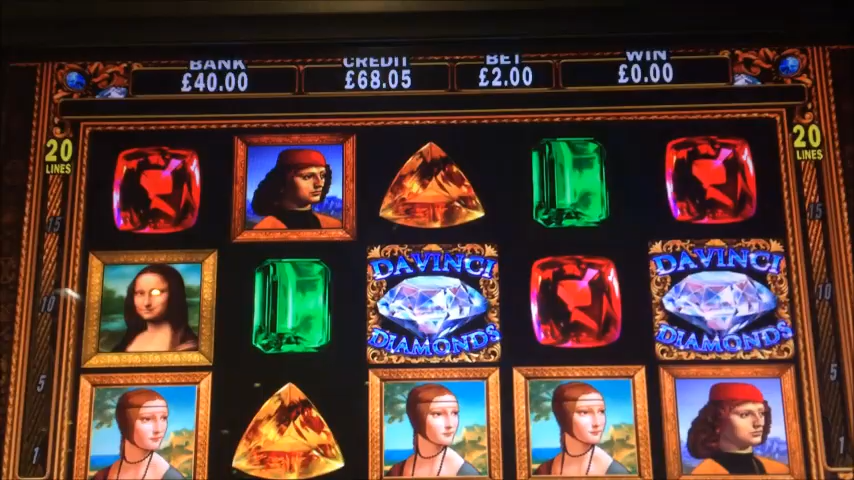 BANK CREDIT BET WIN
£40.00 £68.05 £2.00 £0.00
20 LINES
20 LINES
15
15
DAVINCI DIAMONDS
DAVINCI DIAMONDS
10
10
5
5
1
1